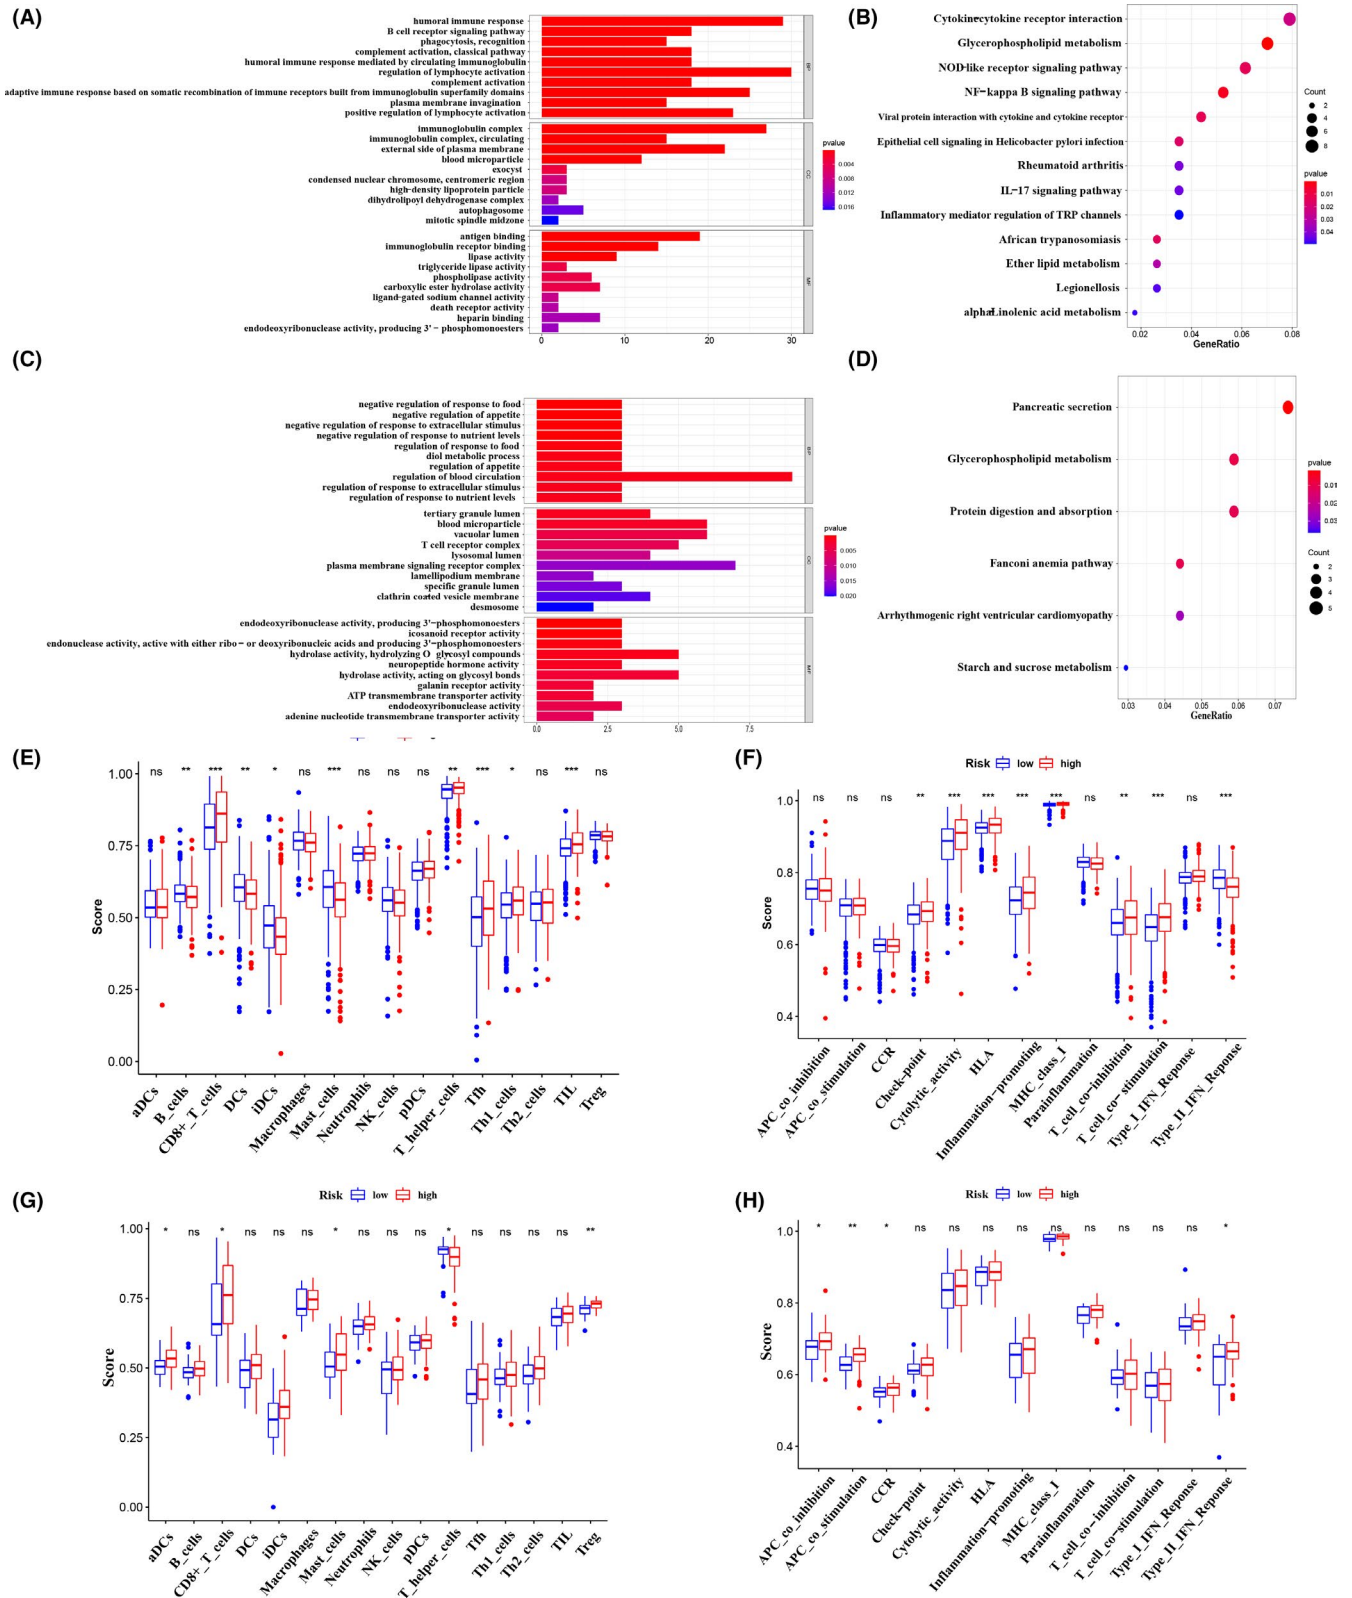 (A)
humoral immune response
B cell receptor signaling pathway
phagocytosis, recognition
complement activation, classical pathway
humoral immune response mediated by circulating immunoglobulin
regulation of lymphocyte activation
complement activation
adaptive immune response based on somatic recombination of immune receptors built from immunoglobulin superfamily domains
plasma membrane invagination
positive regulation of lymphocyte activation
BP
immunoglobulin complex
immunoglobulin complex, circulating
external side of plasma membrane
blood microparticle
exocyst
condensed nuclear chromosome, centromeric region
high-density lipoprotein particle
dihydrolipoyl dehydrogenase complex
autophagosome
mitotic spindle midzone
CC
antigen binding
immunoglobulin receptor binding
lipase activity
triglyceride lipase activity
phospholipase activity
carboxylic ester hydrolase activity
ligand-gated sodium channel activity
death receptor activity
heparin binding
endodeoxyribonuclease activity, producing 3'− phosphomonoesters
MF
0 10 20 30
pvalue
0.004
0.008
0.012
0.016
(B)
Cytokine−cytokine receptor interaction
Glycerophospholipid metabolism
NOD−like receptor signaling pathway
NF−kappa B signaling pathway
Viral protein interaction with cytokine and cytokine receptor
Epithelial cell signaling in Helicobacter pylori infection
Rheumatoid arthritis
IL−17 signaling pathway
Inflammatory mediator regulation of TRP channels
African trypanosomiasis
Ether lipid metabolism
Legionellosis
alpha−Linolenic acid metabolism
0.02 0.04 0.06 0.08
GeneRatio
Count
2
4
6
8
pvalue
0.01
0.02
0.03
0.04
(C)
negative regulation of response to food
negative regulation of appetite
negative regulation of response to extracellular stimulus
negative regulation of response to nutrient levels
regulation of response to food
diol metabolic process
regulation of appetite
regulation of blood circulation
regulation of response to extracellular stimulus
regulation of response to nutrient levels
BP
tertiary granule lumen
blood microparticle
vacuolar lumen
T cell receptor complex
lysosomal lumen
plasma membrane signaling receptor complex
lamellipodium membrane
specific granule lumen
clathrin coated vesicle membrane
desmosome
CC
endodeoxyribonuclease activity, producing 3'−phosphomonoesters
icosanoid receptor activity
endonuclease activity, active with either ribo− or deoxyribonucleic acids and producing 3'−phosphomonoesters
hydrolase activity, hydrolyzing O−glycosyl compounds
neuropeptide hormone activity
hydrolase activity, acting on glycosyl bonds
galanin receptor activity
ATP transmembrane transporter activity
endodeoxyribonuclease activity
adenine nucleotide transmembrane transporter activity
MF
0.0 2.5 5.0 7.5
pvalue
0.005
0.010
0.015
0.020
(D)
Pancreatic secretion
Glycerophospholipid metabolism
Protein digestion and absorption
Fanconi anemia pathway
Arrhythmogenic right ventricular cardiomyopathy
Starch and sucrose metabolism
0.03 0.04 0.05 0.06 0.07
GeneRatio
pvalue
0.01
0.02
0.03
Count
2
3
4
5
(E)
ns ** *** ** * ns *** ns ns ns ** *** * ns *** ns
1.00
0.75
0.50
0.25
0.00
Score
aDCs B_cells CD8+_T_cells DCs iDCs Macrophages Mast_cells Neutrophils NK_cells pDCs T_helper_cells Tfh Th1_cells Th2_cells TIL Treg
(F)
Risk low high
ns ns ns ** *** *** *** *** ns ** *** ns ***
1.0
0.8
0.6
0.4
Score
APC_co_inhibition APC_co_stimulation CCR Check−point Cytolytic_activity HLA Inflammation−promoting MHC_class_I Parainflammation T_cell_co−inhibition T_cell_co−stimulation Type_I_IFN_Reponse Type_II_IFN_Reponse
(G)
Risk low high
* ns * ns ns ns * ns ns ns * ns ns ns ns **
1.00
0.75
0.50
0.25
0.00
Score
aDCs B_cells CD8+_T_cells DCs iDCs Macrophages Mast_cells Neutrophils NK_cells pDCs T_helper_cells Tfh Th1_cells Th2_cells TIL Treg
(H)
Risk low high
* ** * ns ns ns ns ns ns ns ns ns *
1.0
0.8
0.6
0.4
Score
APC_co_inhibition APC_co_stimulation CCR Check−point Cytolytic_activity HLA Inflammation−promoting MHC_class_I Parainflammation T_cell_co−inhibition T_cell_co−stimulation Type_I_IFN_Reponse Type_II_IFN_Reponse